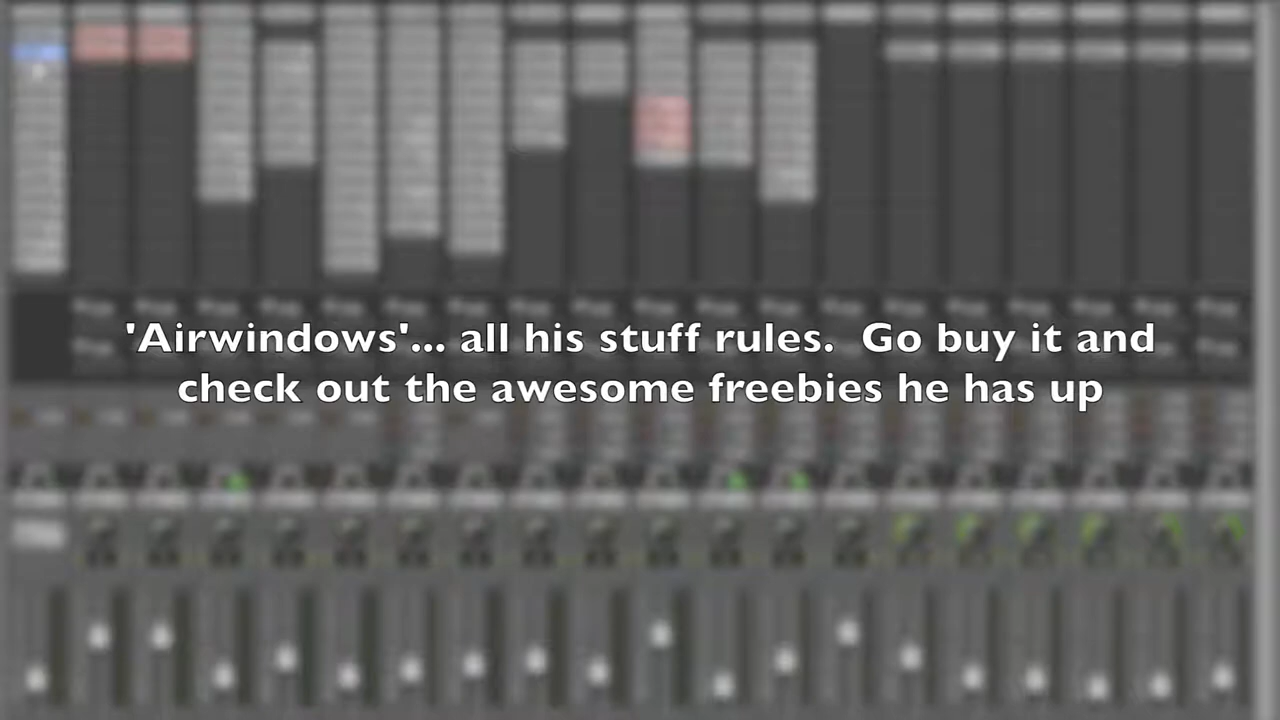 'Airwindows'... all his stuff rules.  Go buy it and
check out the awesome freebies he has up